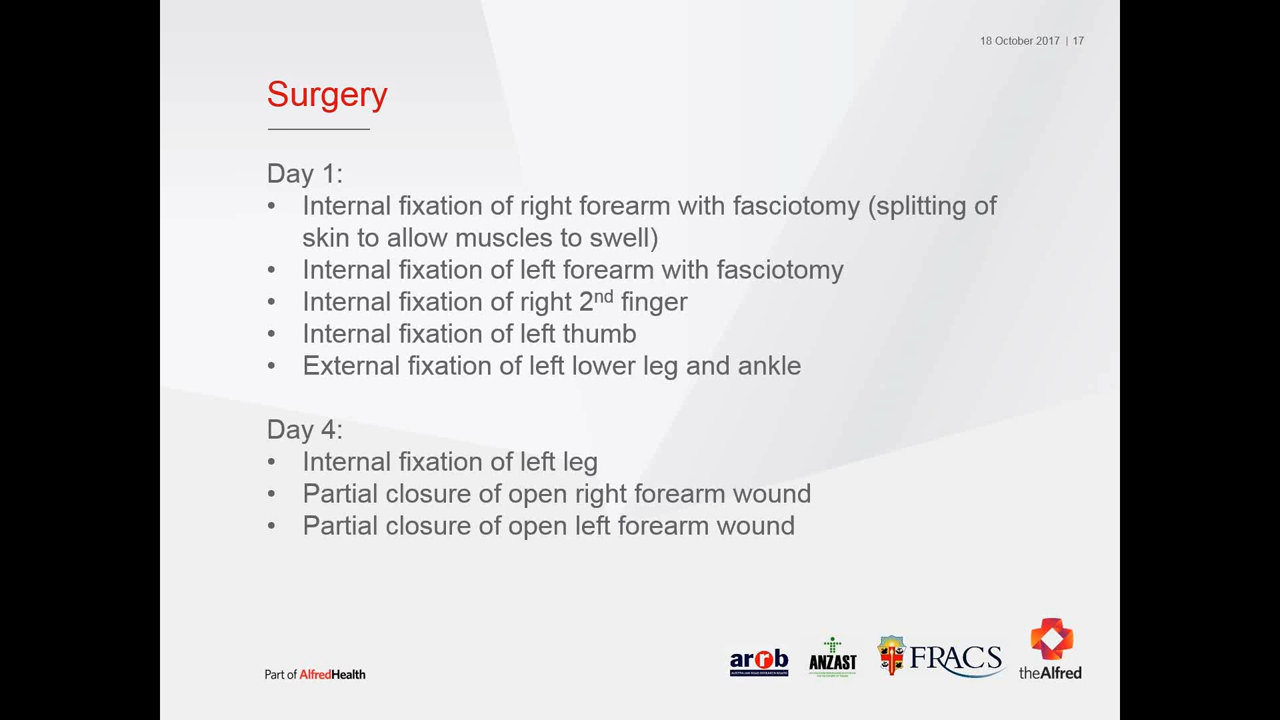 18 October 2017 | 17
Surgery
Day 1:
• Internal fixation of right forearm with fasciotomy (splitting of
skin to allow muscles to swell)
• Internal fixation of left forearm with fasciotomy
• Internal fixation of right 2nd finger
• Internal fixation of left thumb
• External fixation of left lower leg and ankle
Day 4:
• Internal fixation of left leg
• Partial closure of open right forearm wound
• Partial closure of open left forearm wound
Part of AlfredHealth
arrb
ANZAST
FRACS
theAlfred